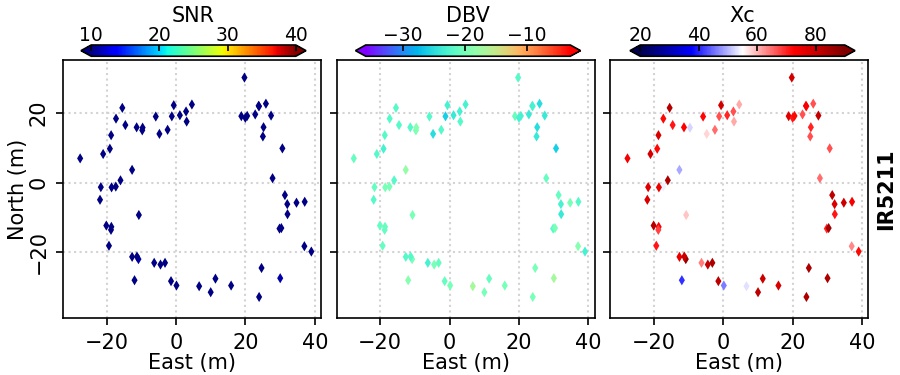 SNR DBV Xc
10 20 30 40 −30 −20 −10 20 40 60 80
20
0
−20
North (m)
IR5211
−20 0 20 40 −20 0 20 40 −20 0 20 40
East (m) East (m) East (m)